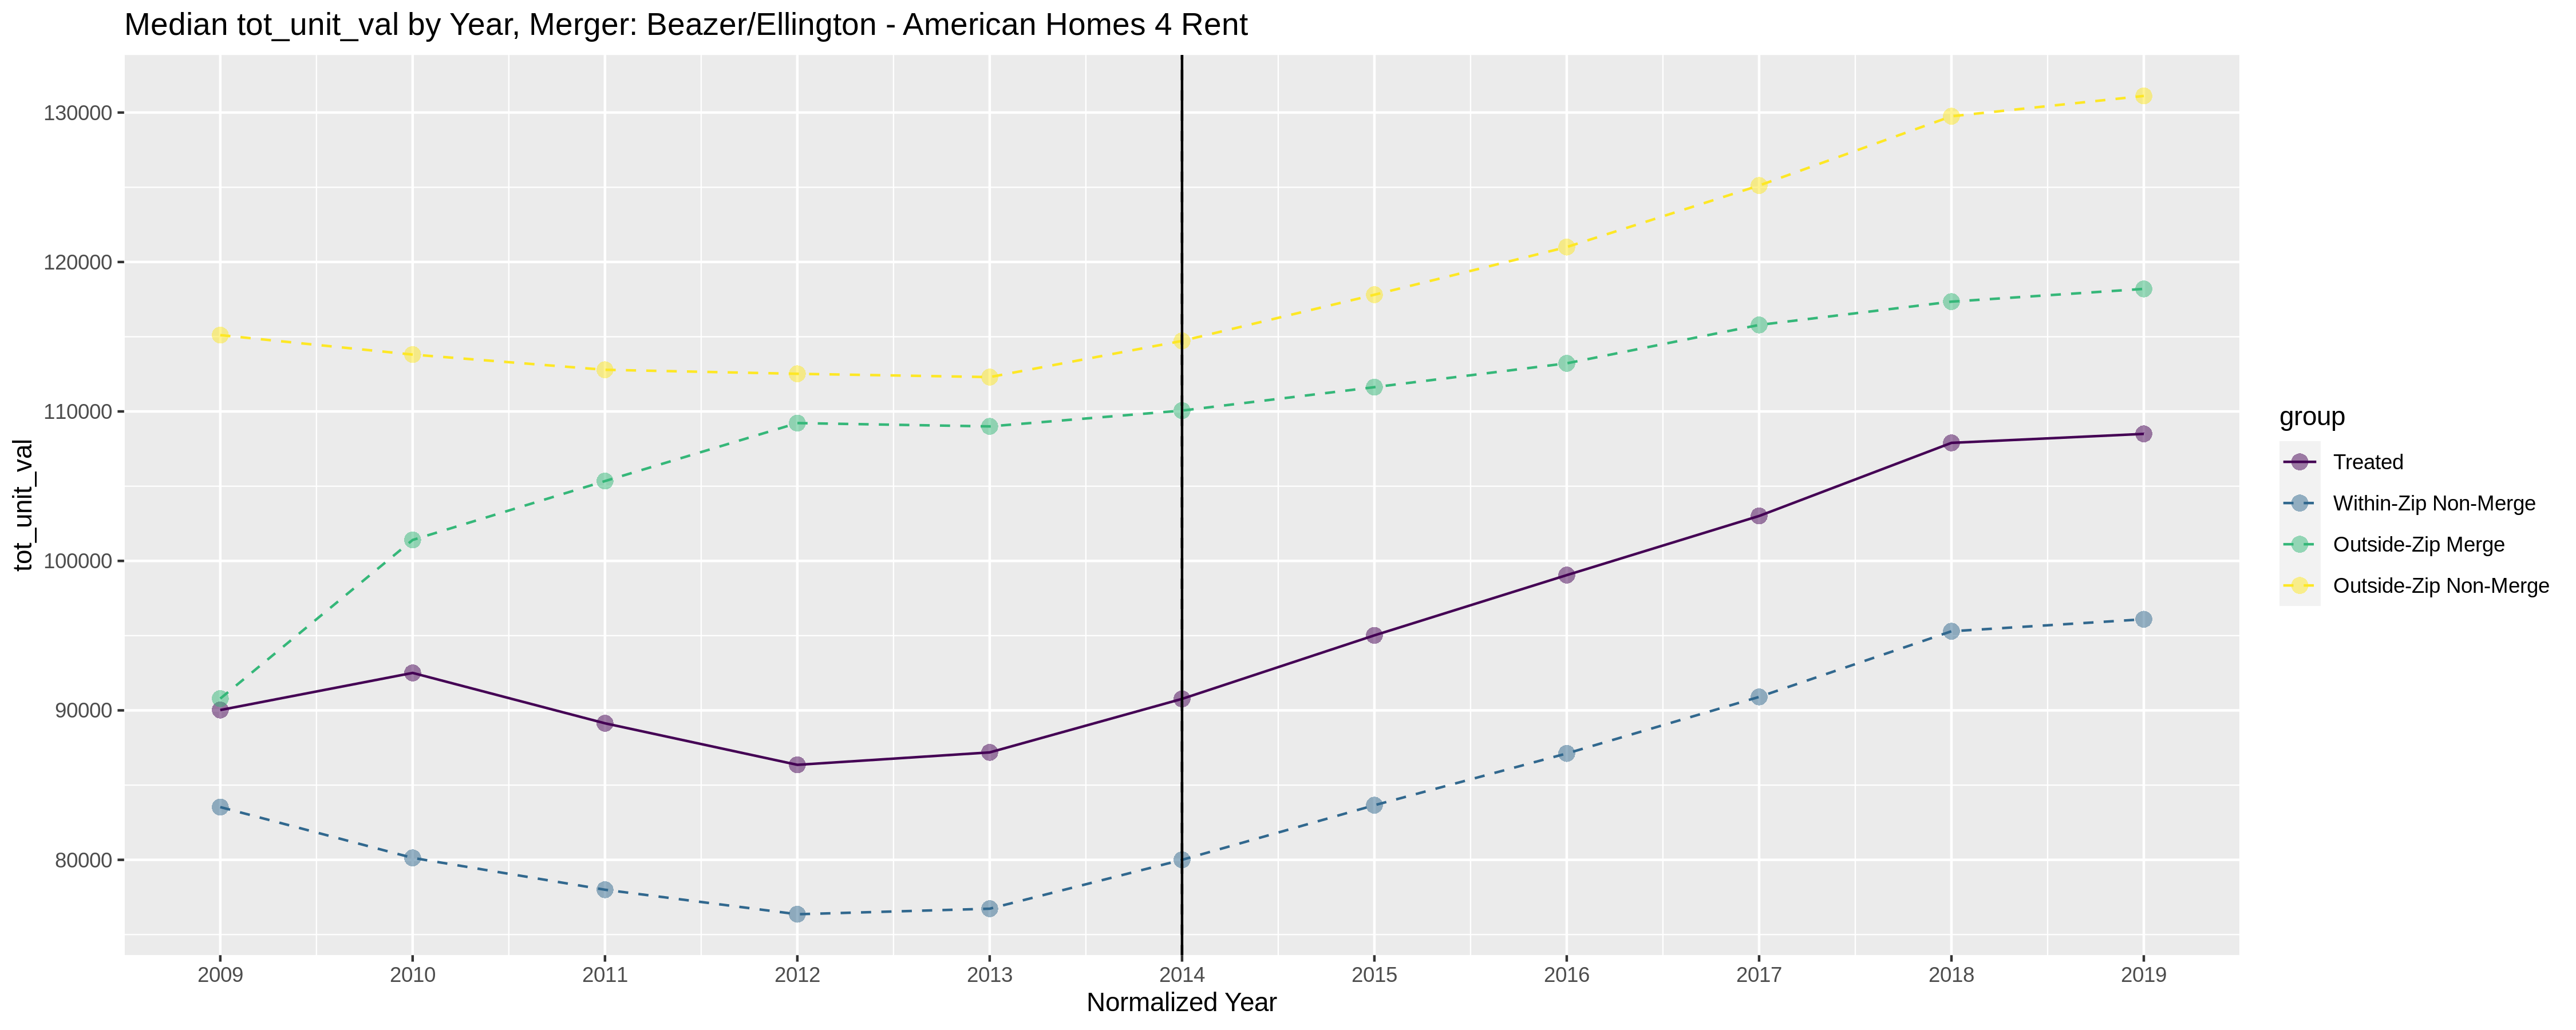 Median tot_unit_val by Year, Merger: Beazer/Ellington - American Homes 4 Rent
tot_unit_val
130000
120000
110000
100000
90000
80000
2009 2010 2011 2012 2013 2014 2015 2016 2017 2018 2019
Normalized Year
group
Treated
Within-Zip Non-Merge
Outside-Zip Merge
Outside-Zip Non-Merge